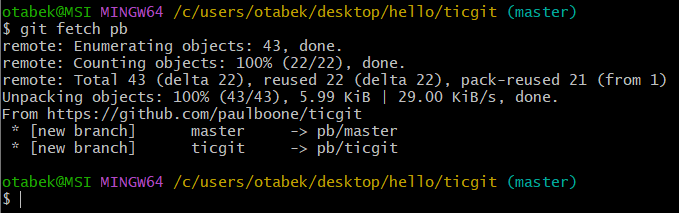 otabek@MSI MINGW64 /c/users/otabek/desktop/hello/ticgit (master)
$ git fetch pb
remote: Enumerating objects: 43, done.
remote: Counting objects: 100% (22/22), done.
remote: Total 43 (delta 22), reused 22 (delta 22), pack-reused 21 (from 1)
Unpacking objects: 100% (43/43), 5.99 KiB | 29.00 KiB/s, done.
From https://github.com/paulboone/ticgit
 * [new branch]      master     -> pb/master
 * [new branch]      ticgit     -> pb/ticgit
otabek@MSI MINGW64 /c/users/otabek/desktop/hello/ticgit (master)
$